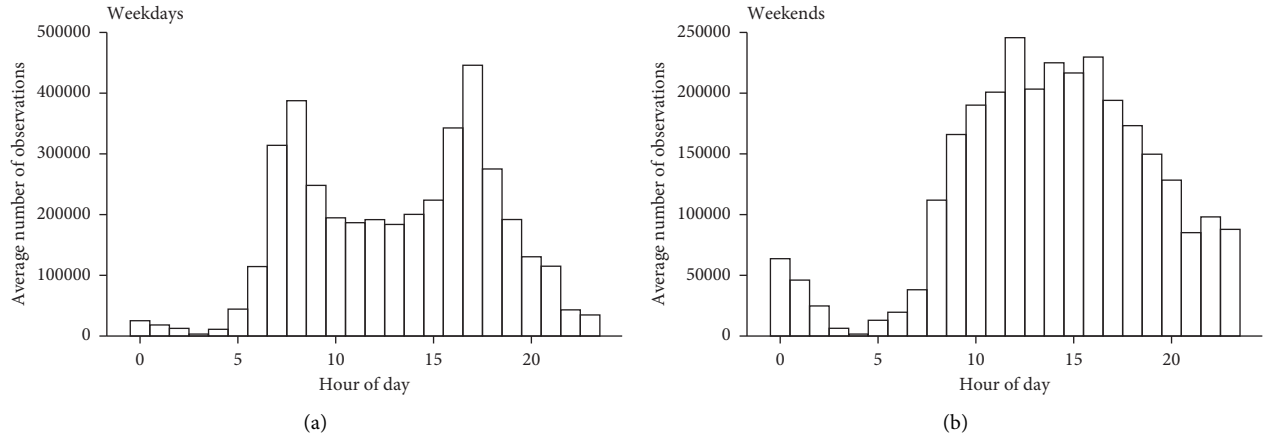 Weekdays
500000
400000
300000
200000
100000
0
Average number of observations
0 5 10 15 20
Hour of day
(a)
Weekends
250000
200000
150000
100000
50000
0
Average number of observations
0 5 10 15 20
Hour of day
(b)